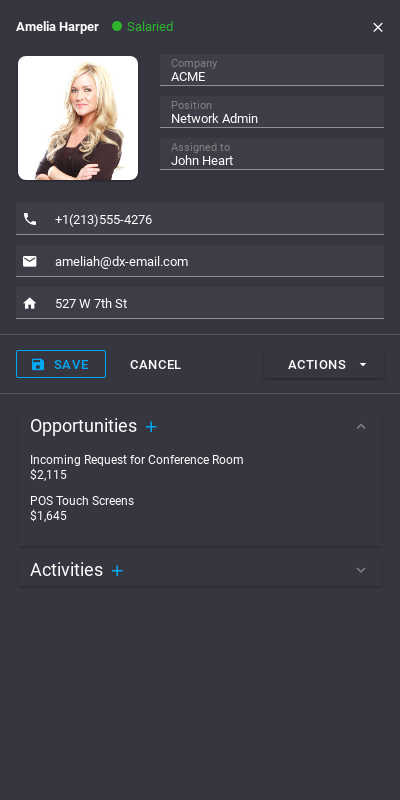 Amelia Harper
Salaried
Company
ACME
Position
Network Admin
Assigned to
John Heart
+1(213)555-4276
ameliah@dx-email.com
527 W 7th St
SAVE
CANCEL
ACTIONS
Opportunities
Incoming Request for Conference Room
$2,115
POS Touch Screens
$1,645
Activities